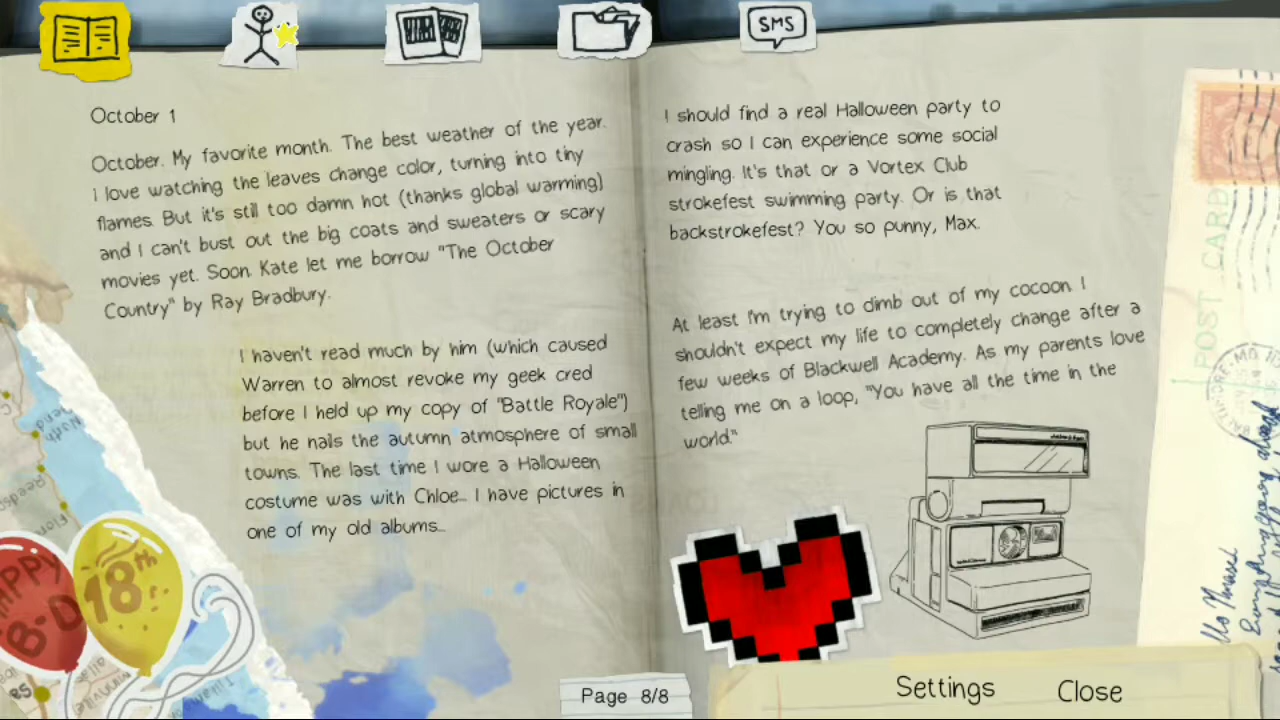 SMS
October 1
October. My favorite month. The best weather of the year.
I love watching the leaves change color, turning into tiny
flames. But it's still too damn hot (thanks global warming)
and I can't bust out the big coats and sweaters or scary
movies yet. Soon. Kate let me borrow "The October
Country" by Ray Bradbury.
I haven't read much by him (which caused
Warren to almost revoke my geek cred
before I held up my copy of "Battle Royale")
but he nails the autumn atmosphere of small
towns. The last time I wore a Halloween
costume was with Chloe... I have pictures in
one of my old albums...
I should find a real Halloween party to
crash so I can experience some social
mingling. It's that or a Vortex Club
strokefest swimming party. Or is that
backstrokefest? You so punny, Max.
At least I'm trying to climb out of my cocoon. I
shouldn't expect my life to completely change after a
few weeks of Blackwell Academy. As my parents love
telling me on a loop, "You have all the time in the
world."
POST CARD
18th
Page 8/8
Settings
Close